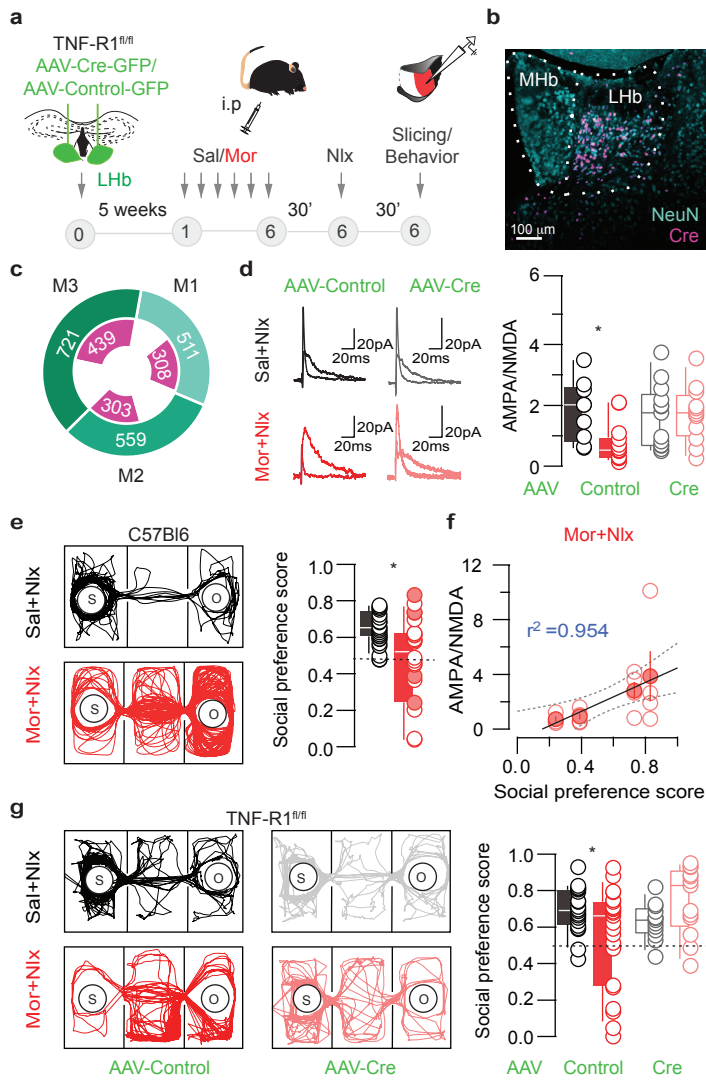 a
TNF-R1fl/fl
AAV-Cre-GFP/
AAV-Control-GFP
LHb
i.p
Sal/Mor
Nlx
Slicing/
Behavior
5 weeks
30’
30’
0
1
6
6
6
b
MHb
LHb
NeuN
Cre
100 μm
c
M3
M1
M2
721
439
511
308
303
559
d
AAV-Control
AAV-Cre
Sal+Nlx
20pA
20ms
20pA
20ms
Mor+Nlx
20pA
20ms
20pA
20ms
AMPA/NMDA
6
4
2
0
*
AAV
Control
Cre
e
C57Bl6
Sal+Nlx
S
O
Mor+Nlx
S
O
Social preference score
1.0
0.8
0.6
0.4
0.2
0.0
*
f
Mor+Nlx
AMPA/NMDA
12
8
4
0
r² =0.954
0.0
0.4
0.8
Social preference score
g
TNF-R1fl/fl
Sal+Nlx
S
O
S
O
Mor+Nlx
S
O
S
O
AAV-Control
AAV-Cre
Social preference score
1.0
0.8
0.6
0.4
0.2
0.0
*
AAV
Control
Cre